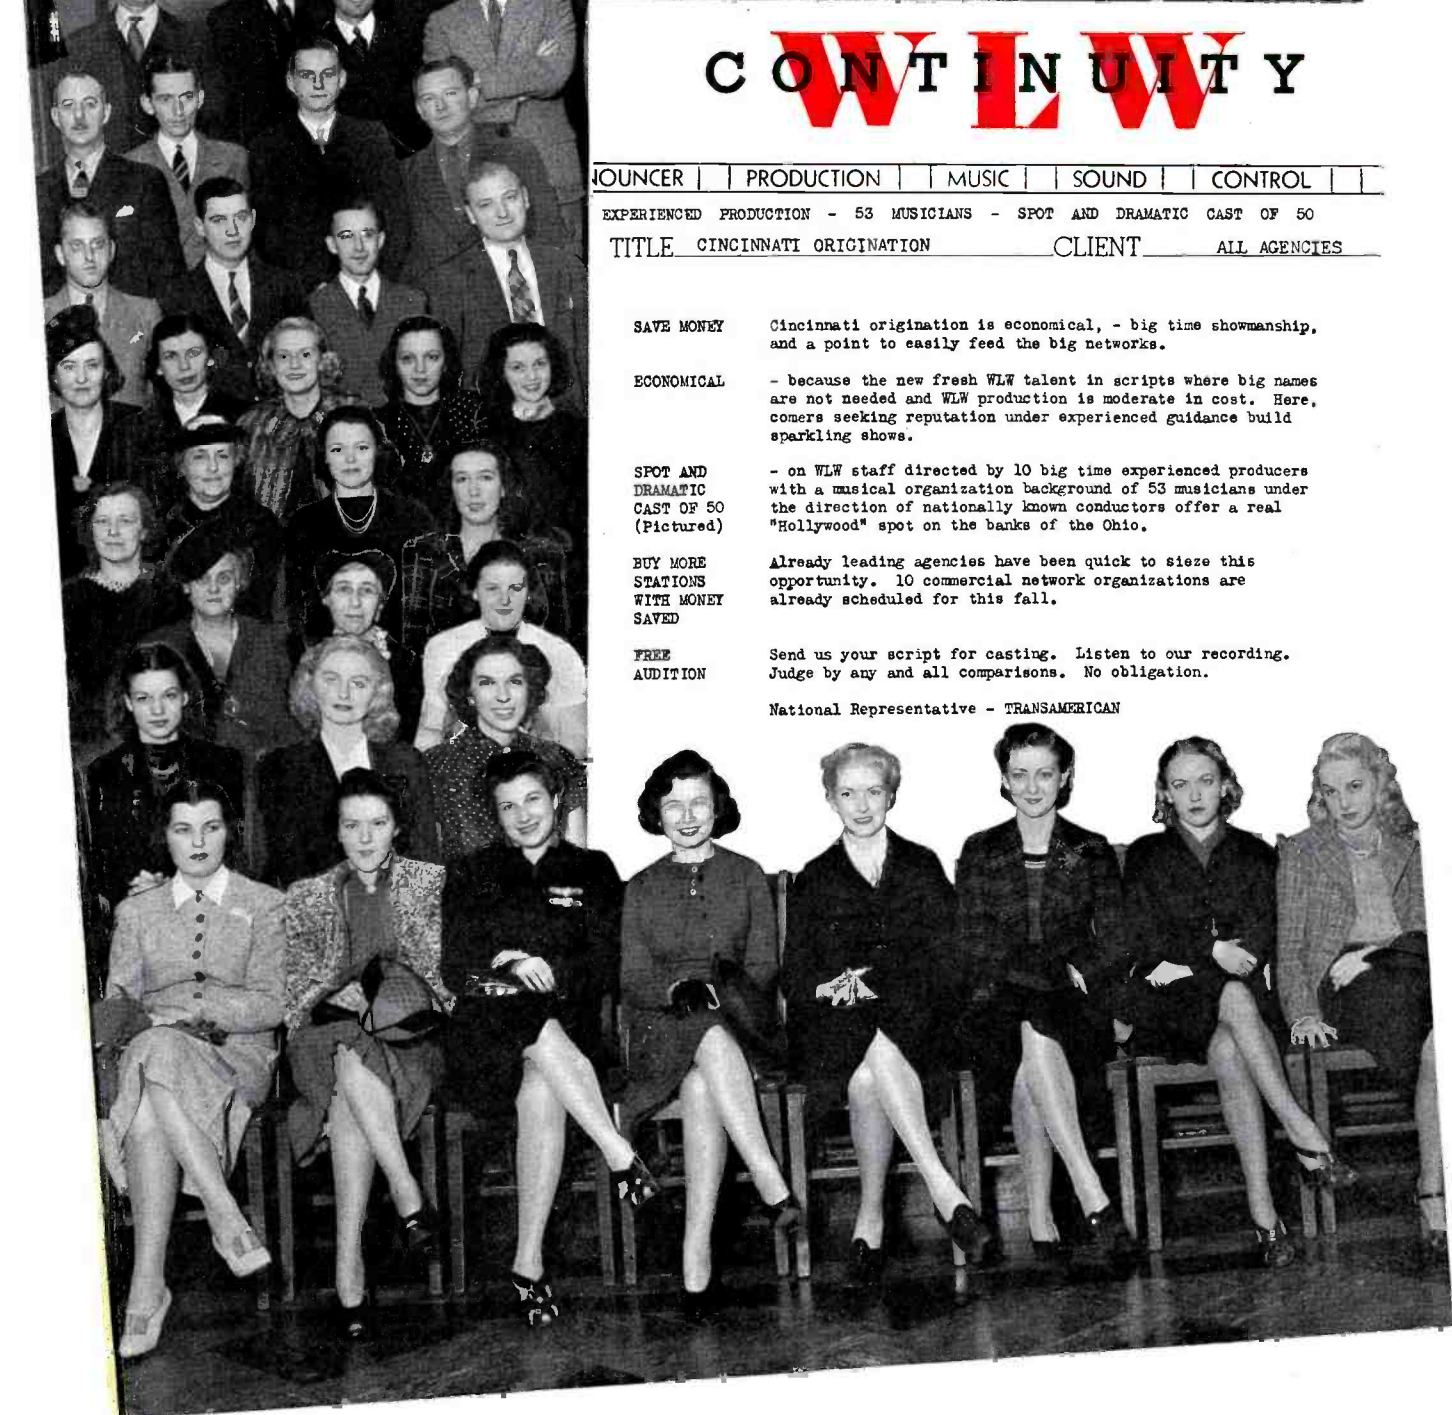 CONTINUITY
WLW
NOUNCER | | PRODUCTION | | MUSIC | | SOUND | | CONTROL | |
EXPERIENCED PRODUCTION - 53 MUSICIANS - SPOT AND DRAMATIC CAST OF 50
TITLE CINCINNATI ORIGINATION CLIENT ALL AGENCIES
SAVE MONEY Cincinnati origination is economical, - big time showmanship,
and a point to easily feed the big networks.
ECONOMICAL - because the new fresh WLW talent in scripts where big names
are not needed and WLW production is moderate in cost. Here,
comers seeking reputation under experienced guidance build
sparkling shows.
SPOT AND - on WLW staff directed by 10 big time experienced producers
DRAMATIC with a musical organization background of 53 musicians under
CAST OF 50 the direction of nationally known conductors offer a real
(Pictured) "Hollywood" spot on the banks of the Ohio.
BUY MORE Already leading agencies have been quick to sieze this
STATIONS opportunity. 10 commercial network organizations are
WITH MONEY already scheduled for this fall.
SAVED
FREE Send us your script for casting. Listen to our recording.
AUDITION Judge by any and all comparisons. No obligation.
National Representative - TRANSAMERICAN